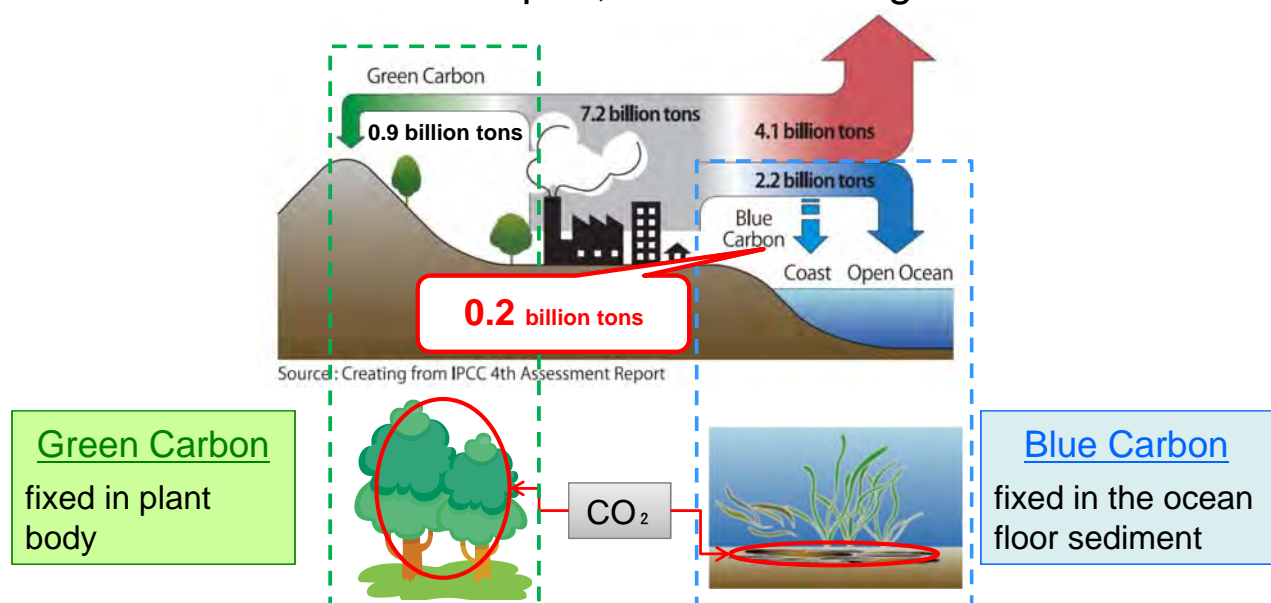 Green Carbon
7.2 billion tons
0.9 billion tons
4.1 billion tons
2.2 billion tons
Blue
Carbon
Coast Open Ocean
0.2 billion tons
Source : Creating from IPCC 4th Assessment Report
Green Carbon
fixed in plant
body
CO₂
Blue Carbon
fixed in the ocean
floor sediment